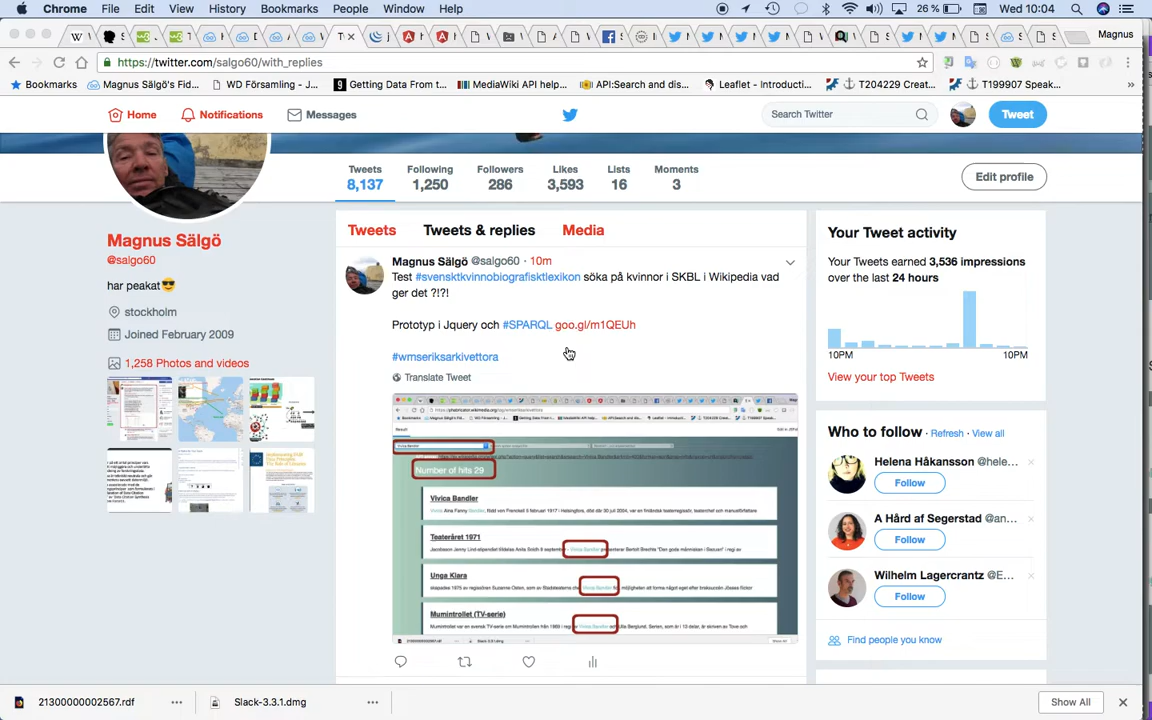 Chrome File Edit View History Bookmarks People Window Help 26 % Wed 10:04
Magnus
https://twitter.com/salgo60/with_replies
Bookmarks Magnus Sälgö's Fid... WD Församling - J... Getting Data From t... MediaWiki API help... API:Search and dis... Leaflet - Introducti... T204229 Creat... T199907 Speak... »
Home Notifications Messages Search Twitter Tweet
Tweets Following Followers Likes Lists Moments
8,137 1,250 286 3,593 16 3
Edit profile
Magnus Sälgö
@salgo60
har peakat😎
stockholm
Joined February 2009
1,258 Photos and videos
Tweets Tweets & replies Media
Magnus Sälgö @salgo60 · 10m
Test #svensktkvinnobiografisktlexikon söka på kvinnor i SKBL i Wikipedia vad
ger det ?!?!
Prototyp i Jquery och #SPARQL goo.gl/m1QEUh
#wmseriksarkivettora
Translate Tweet
Number of hits 29
Vivica Bandler
Teateråret 1971
Unga Klara
Mumintrollet (TV-serie)
Your Tweet activity
Your Tweets earned 3,536 impressions
over the last 24 hours
10PM 10PM
View your top Tweets
Who to follow · Refresh · View all
Helena Håkansson @hele...
Follow
A Hård af Segerstad @an...
Follow
Wilhelm Lagercrantz @E...
Follow
Find people you know
21300000002567.rdf Slack-3.3.1.dmg Show All